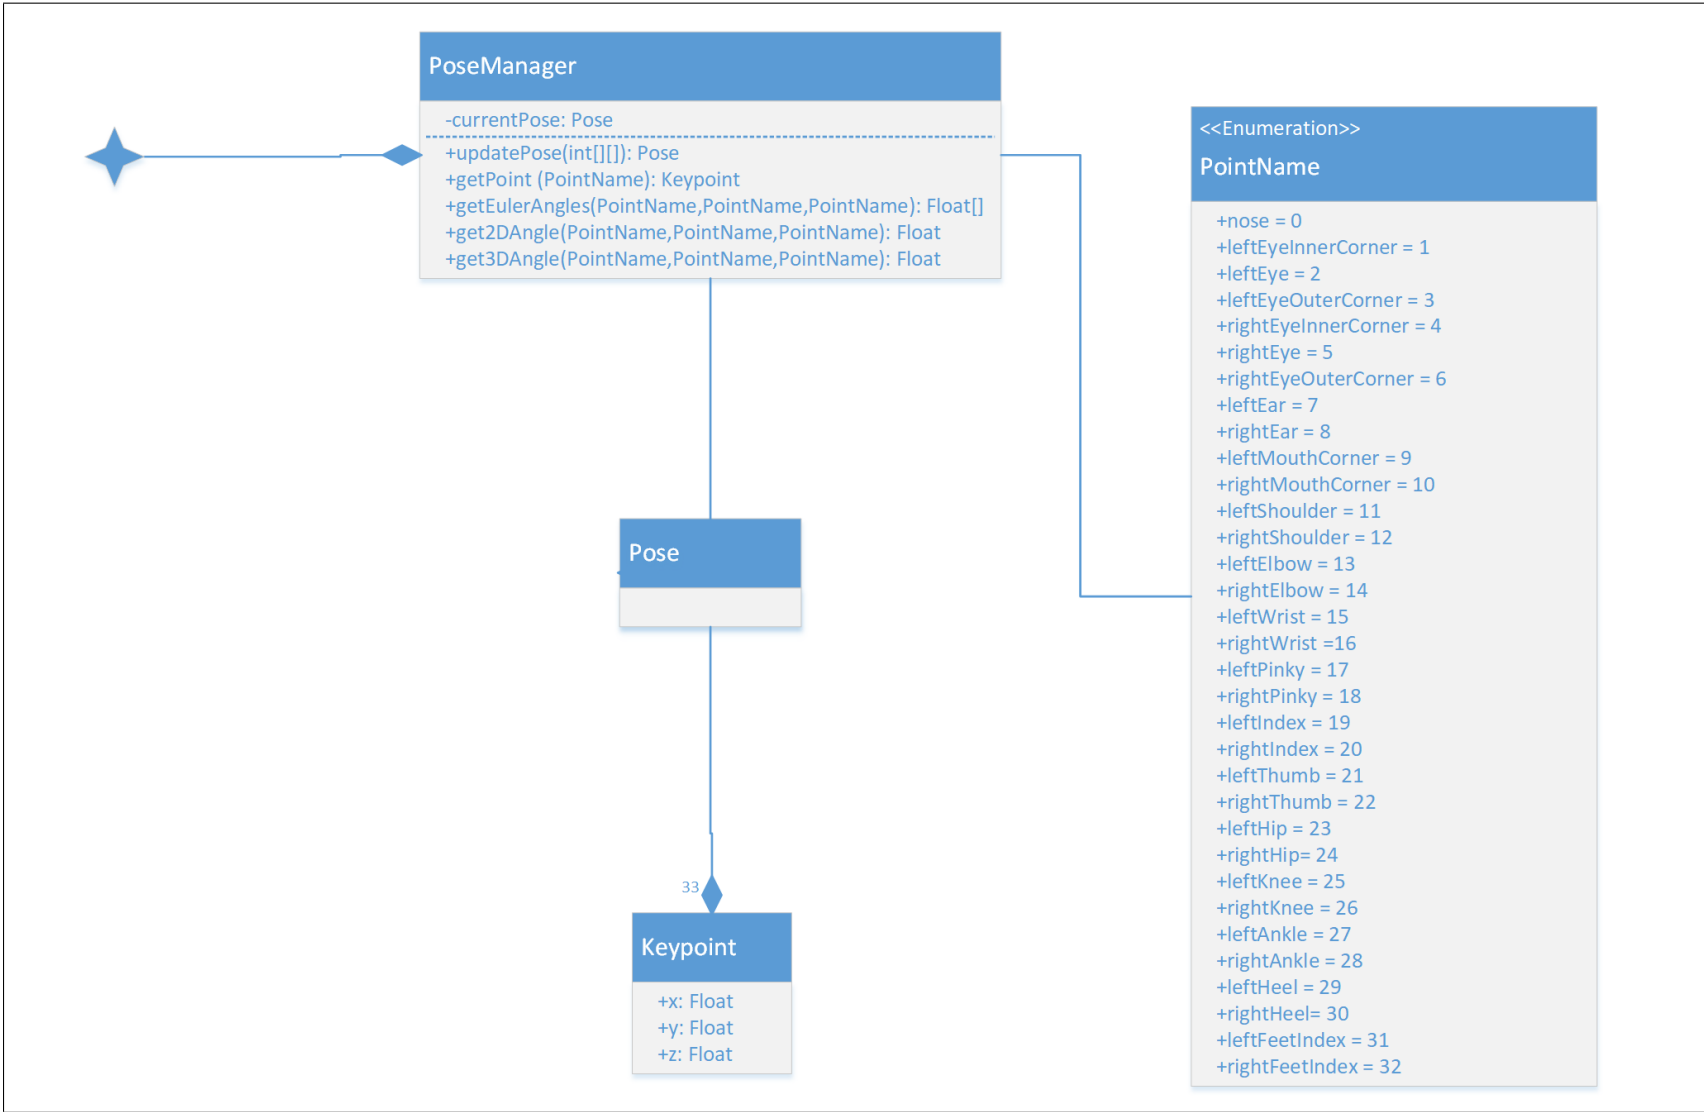 PoseManager
-currentPose: Pose
+updatePose(int[][]): Pose
+getPoint (PointName): Keypoint
+getEulerAngles(PointName,PointName,PointName): Float[]
+get2DAngle(PointName,PointName,PointName): Float
+get3DAngle(PointName,PointName,PointName): Float
<<Enumeration>>
PointName
+nose = 0
+leftEyeInnerCorner = 1
+leftEye = 2
+leftEyeOuterCorner = 3
+rightEyeInnerCorner = 4
+rightEye = 5
+rightEyeOuterCorner = 6
+leftEar = 7
+rightEar = 8
+leftMouthCorner = 9
+rightMouthCorner = 10
+leftShoulder = 11
+rightShoulder = 12
+leftElbow = 13
+rightElbow = 14
+leftWrist = 15
+rightWrist =16
+leftPinky = 17
+rightPinky = 18
+leftIndex = 19
+rightIndex = 20
+leftThumb = 21
+rightThumb = 22
+leftHip = 23
+rightHip= 24
+leftKnee = 25
+rightKnee = 26
+leftAnkle = 27
+rightAnkle = 28
+leftHeel = 29
+rightHeel= 30
+leftFeetIndex = 31
+rightFeetIndex = 32
Pose
33
Keypoint
+x: Float
+y: Float
+z: Float